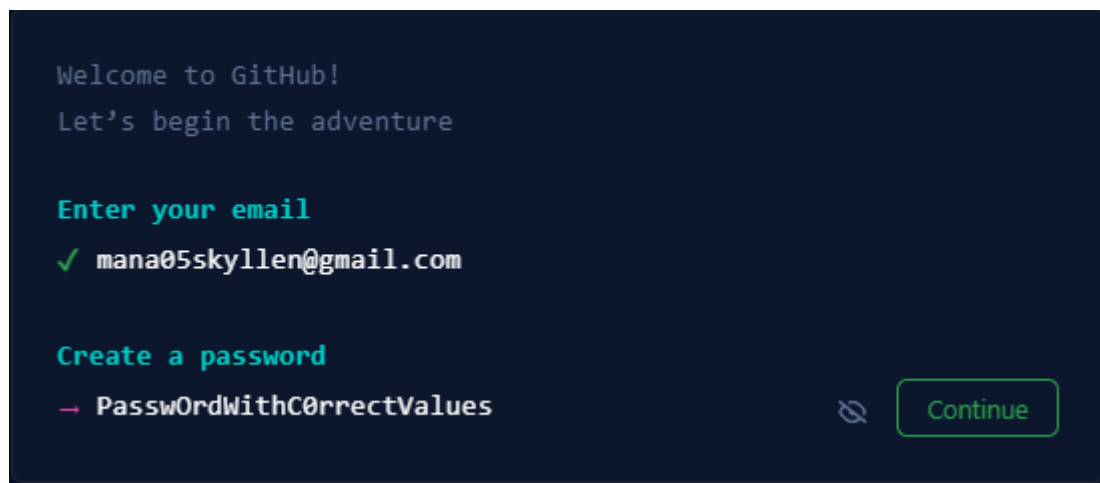 Welcome to GitHub!
Let’s begin the adventure
Enter your email
✓ mana05skyllen@gmail.com
Create a password
→ PasswOrdWithC0rrectValues
Continue